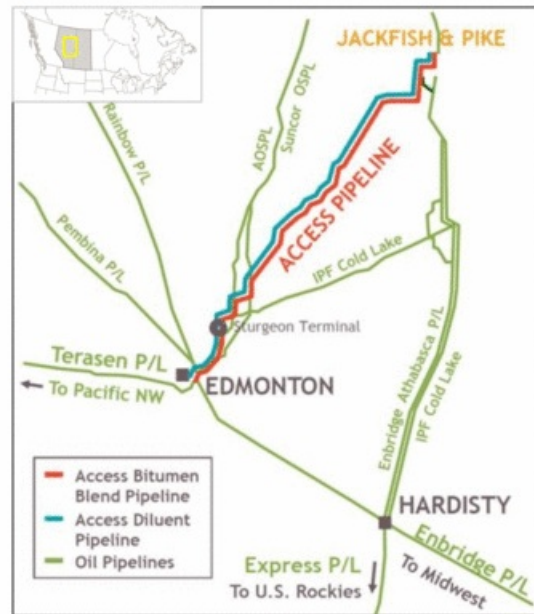 JACKFISH & PIKE
Rainbow P/L
AOSPL
Suncor OSPL
ACCESS PIPELINE
Pembina P/L
IPF Cold Lake
Sturgeon Terminal
Terasen P/L
EDMONTON
To Pacific NW
Enbridge Athabasca P/L
IPF Cold Lake
Access Bitumen
Blend Pipeline
Access Diluent
Pipeline
Oil Pipelines
HARDISTY
Enbridge P/L
To Midwest
Express P/L
To U.S. Rockies